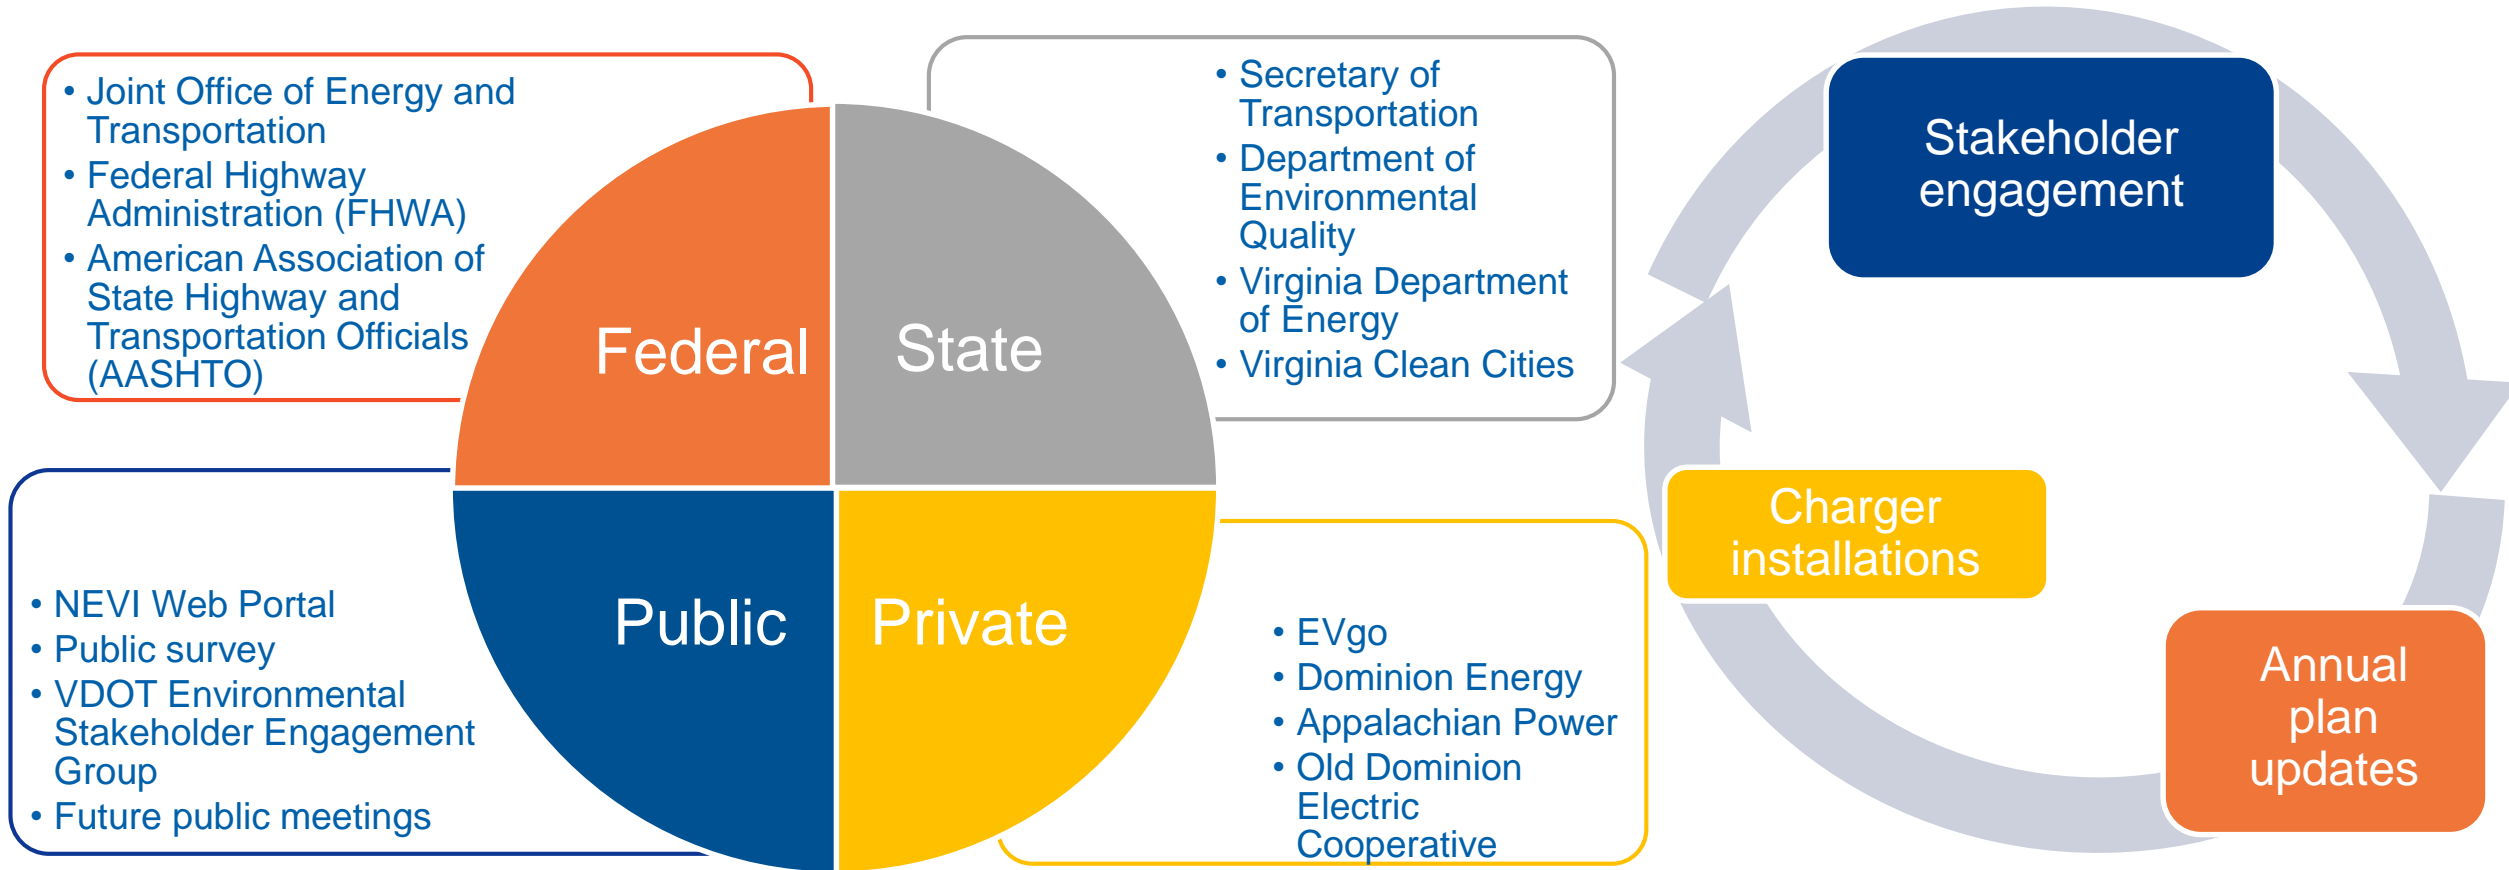 • Joint Office of Energy and
Transportation
• Federal Highway
Administration (FHWA)
• American Association of
State Highway and
Transportation Officials
(AASHTO)
• Secretary of
Transportation
• Department of
Environmental
Quality
• Virginia Department
of Energy
• Virginia Clean Cities
Federal
State
Public
Private
• NEVI Web Portal
• Public survey
• VDOT Environmental
Stakeholder Engagement
Group
• Future public meetings
• EVgo
• Dominion Energy
• Appalachian Power
• Old Dominion
Electric
Cooperative
Stakeholder
engagement
Charger
installations
Annual
plan
updates